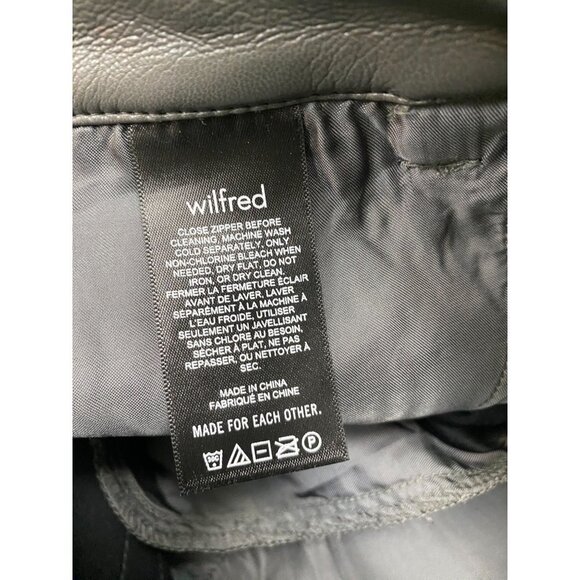 wilfred
CLOSE ZIPPER BEFORE
CLEANING, MACHINE WASH
COLD SEPARATELY, ONLY
NON-CHLORINE BLEACH WHEN
NEEDED, DRY FLAT, DO NOT
IRON, OR DRY CLEAN.
FERMER LA FERMETURE ÉCLAIR
AVANT DE LAVER, LAVER
SÉPARÉMENT À LA MACHINE À
L'EAU FROIDE, UTILISER
SEULEMENT UN JAVELLISANT
SANS CHLORE AU BESOIN,
SÉCHER À PLAT, NE PAS
REPASSER, OU NETTOYER À
SEC.
MADE IN CHINA
FABRIQUÉ EN CHINE
MADE FOR EACH OTHER.
30C P